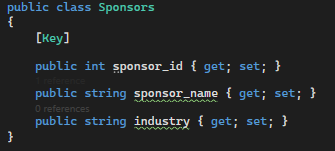 public class Sponsors
{
[Key]
public int sponsor_id { get; set; }
public string sponsor_name { get; set; }
0 references
public string industry { get; set; }
}